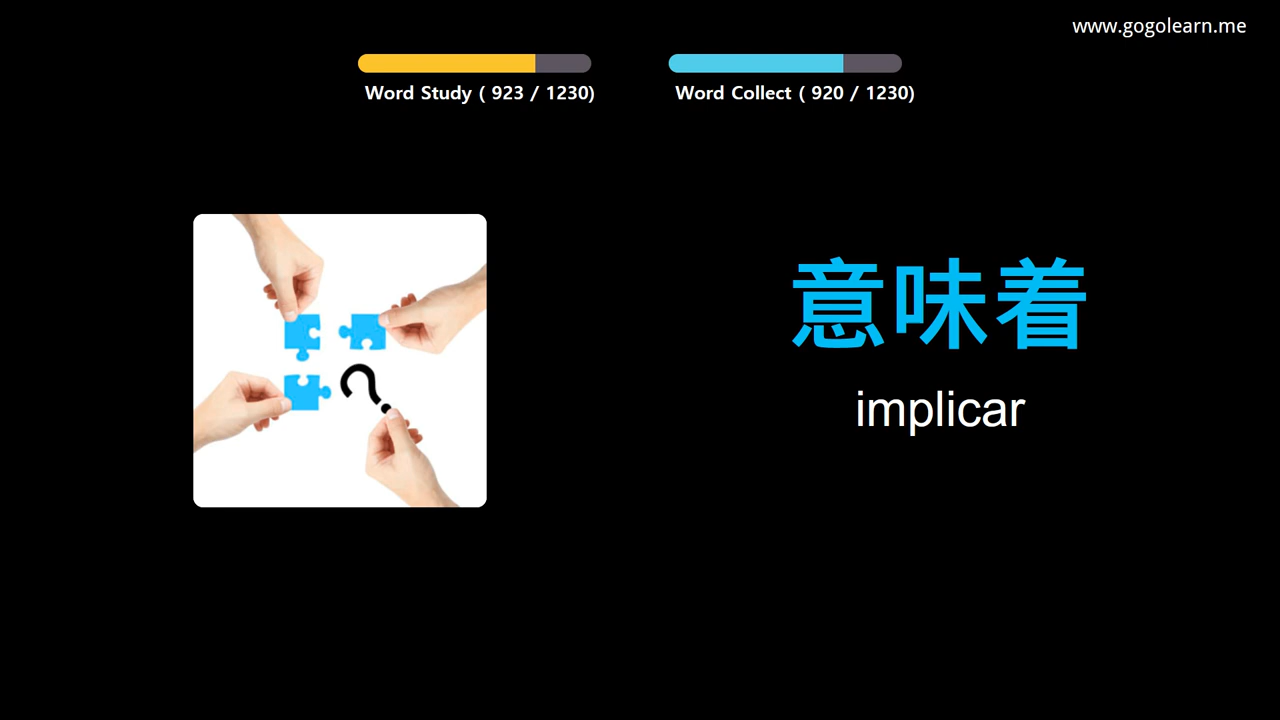 www.gogolearn.me
Word Study ( 923 / 1230)
Word Collect ( 920 / 1230)
意味着
implicar
?